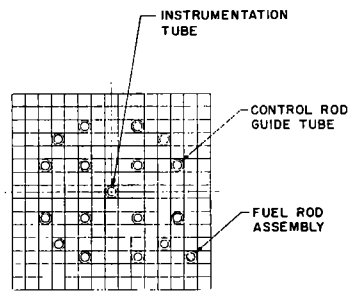 INSTRUMENTATION
TUBE
CONTROL ROD
GUIDE TUBE
FUEL ROD
ASSEMBLY